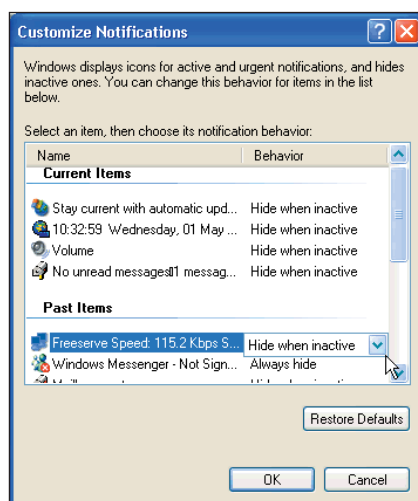 Customize Notifications
Windows displays icons for active and urgent notifications, and hides
inactive ones. You can change this behavior for items in the list
below.
Select an item, then choose its notification behavior:
Name Behavior
Current Items
Stay current with automatic upd... Hide when inactive
10:32:59 Wednesday, 01 May ... Hide when inactive
Volume Hide when inactive
No unread messages 1 messag... Hide when inactive
Past Items
Freeserve Speed: 115.2 Kbps S... Hide when inactive
Windows Messenger - Not Sign... Always hide
Restore Defaults
OK Cancel